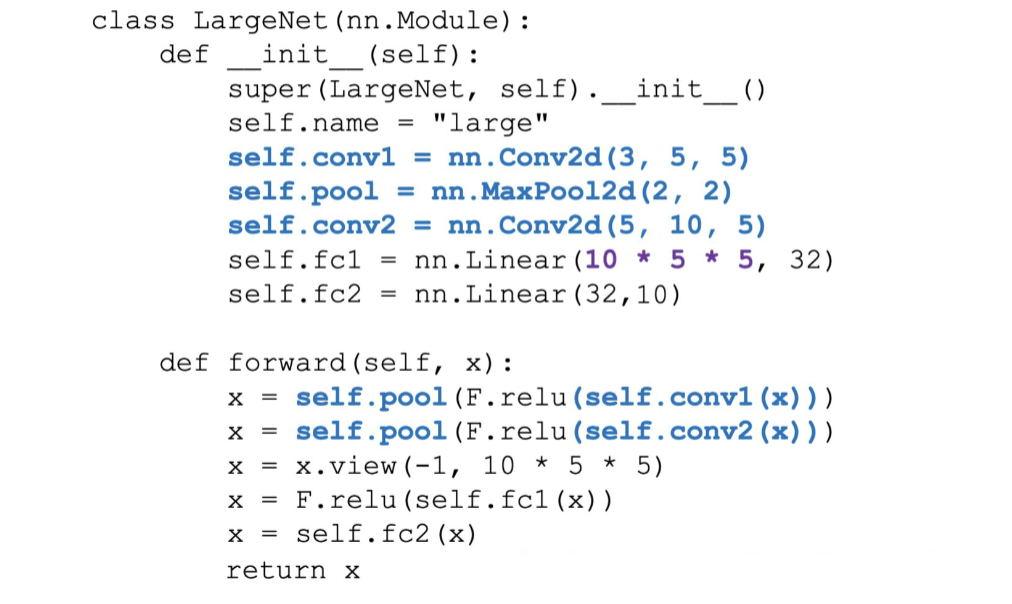 class LargeNet(nn.Module):
    def __init__(self):
        super(LargeNet, self).__init__()
        self.name = "large"
        self.conv1 = nn.Conv2d(3, 5, 5)
        self.pool = nn.MaxPool2d(2, 2)
        self.conv2 = nn.Conv2d(5, 10, 5)
        self.fc1 = nn.Linear(10 * 5 * 5, 32)
        self.fc2 = nn.Linear(32,10)

    def forward(self, x):
        x = self.pool(F.relu(self.conv1(x)))
        x = self.pool(F.relu(self.conv2(x)))
        x = x.view(-1, 10 * 5 * 5)
        x = F.relu(self.fc1(x))
        x = self.fc2(x)
        return x